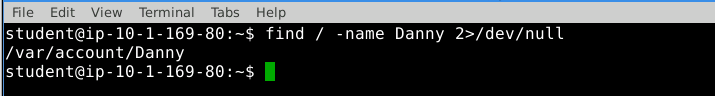 File Edit View Terminal Tabs Help
student@ip-10-1-169-80:~$ find / -name Danny 2>/dev/null
/var/account/Danny
student@ip-10-1-169-80:~$